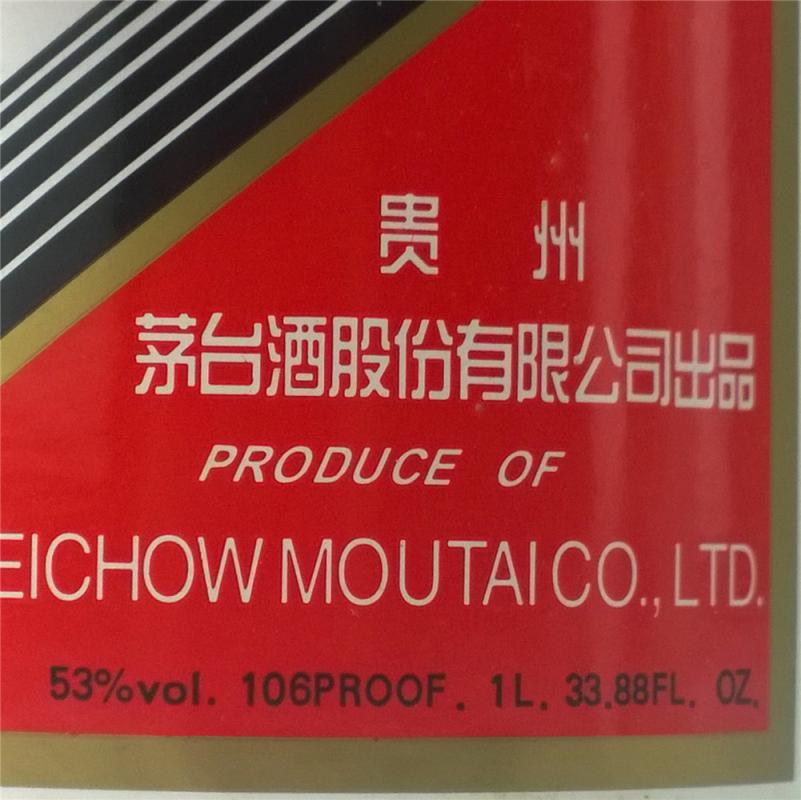 贵州
茅台酒股份有限公司出品
PRODUCE OF
EICHOW MOUTAI CO., LTD.
53%vol. 106PROOF. 1L. 33.88FL. OZ.